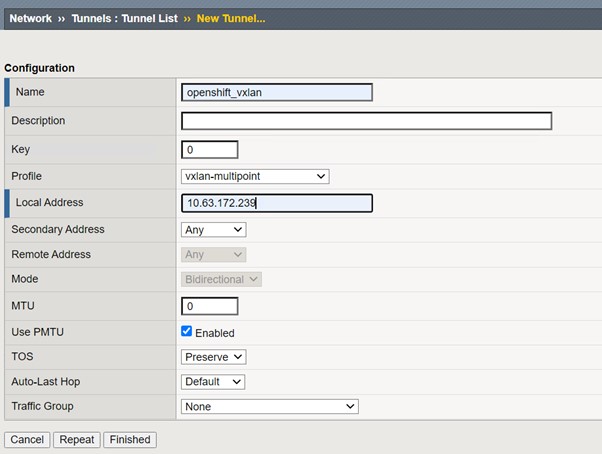 Network ›› Tunnels : Tunnel List ›› New Tunnel...
Configuration
Name openshift_vxlan
Description
Key 0
Profile vxlan-multipoint
Local Address 10.63.172.239
Secondary Address Any
Remote Address Any
Mode Bidirectional
MTU 0
Use PMTU Enabled
TOS Preserve
Auto-Last Hop Default
Traffic Group None
Cancel Repeat Finished